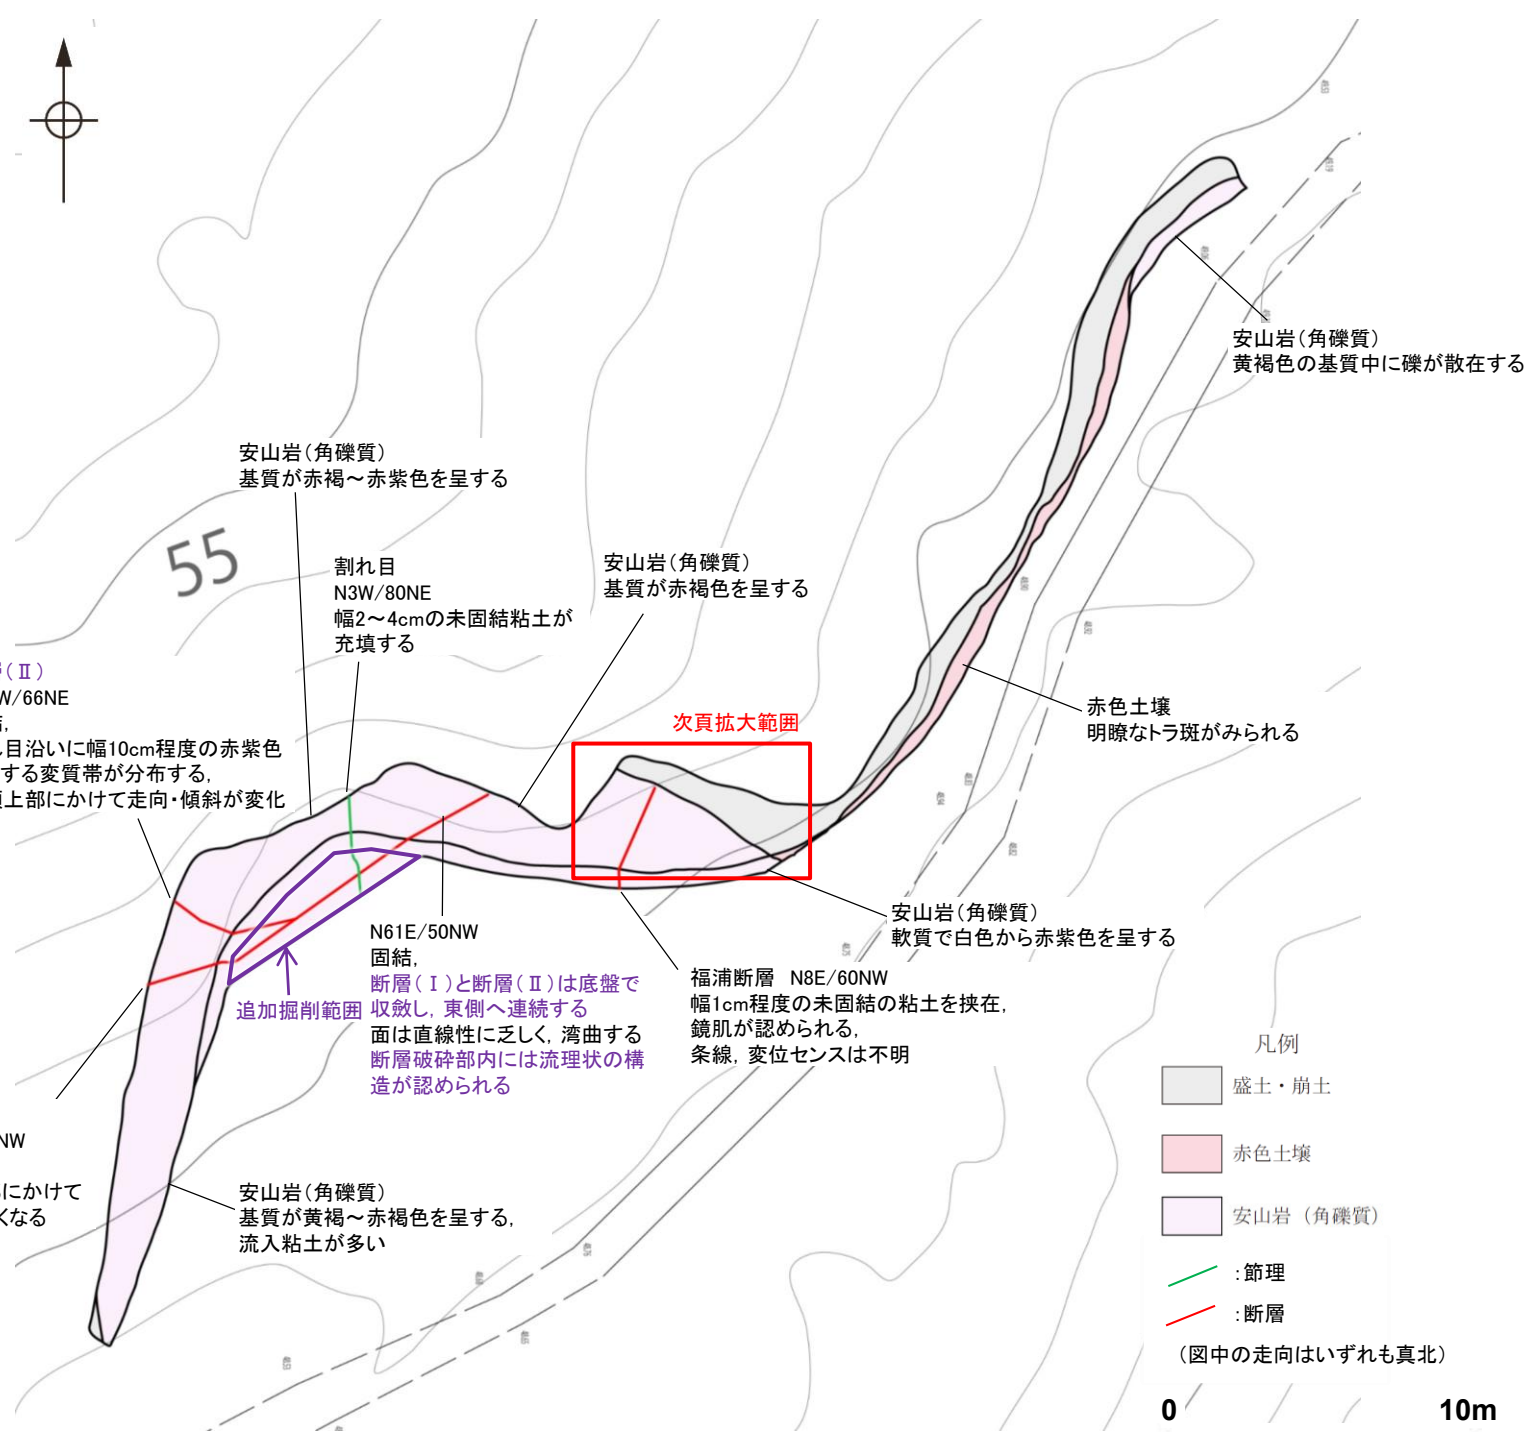 安山岩(角礫質)
黄褐色の基質中に礫が散在する
安山岩(角礫質)
基質が赤褐～赤紫色を呈する
55
割れ目
N3W/80NE
幅2～4cmの未固結粘土が
充填する
安山岩(角礫質)
基質が赤褐色を呈する
(Ⅱ)
W/66NE
目沿いに幅10cm程度の赤紫色
する変質帯が分布する,
上部にかけて走向・傾斜が変化
次頁拡大範囲
赤色土壌
明瞭なトラ斑がみられる
安山岩(角礫質)
軟質で白色から赤紫色を呈する
N61E/50NW
固結,
断層(Ⅰ)と断層(Ⅱ)は底盤で
収斂し, 東側へ連続する
面は直線性に乏しく, 湾曲する
断層破砕部内には流理状の構
造が認められる
追加掘削範囲
福浦断層 N8E/60NW
幅1cm程度の未固結の粘土を挟在,
鏡肌が認められる,
条線, 変位センスは不明
NW
にかけて
くなる
安山岩(角礫質)
基質が黄褐～赤褐色を呈する,
流入粘土が多い
凡例
盛土・崩土
赤色土壌
安山岩(角礫質)
:節理
:断層
(図中の走向はいずれも真北)
0 10m